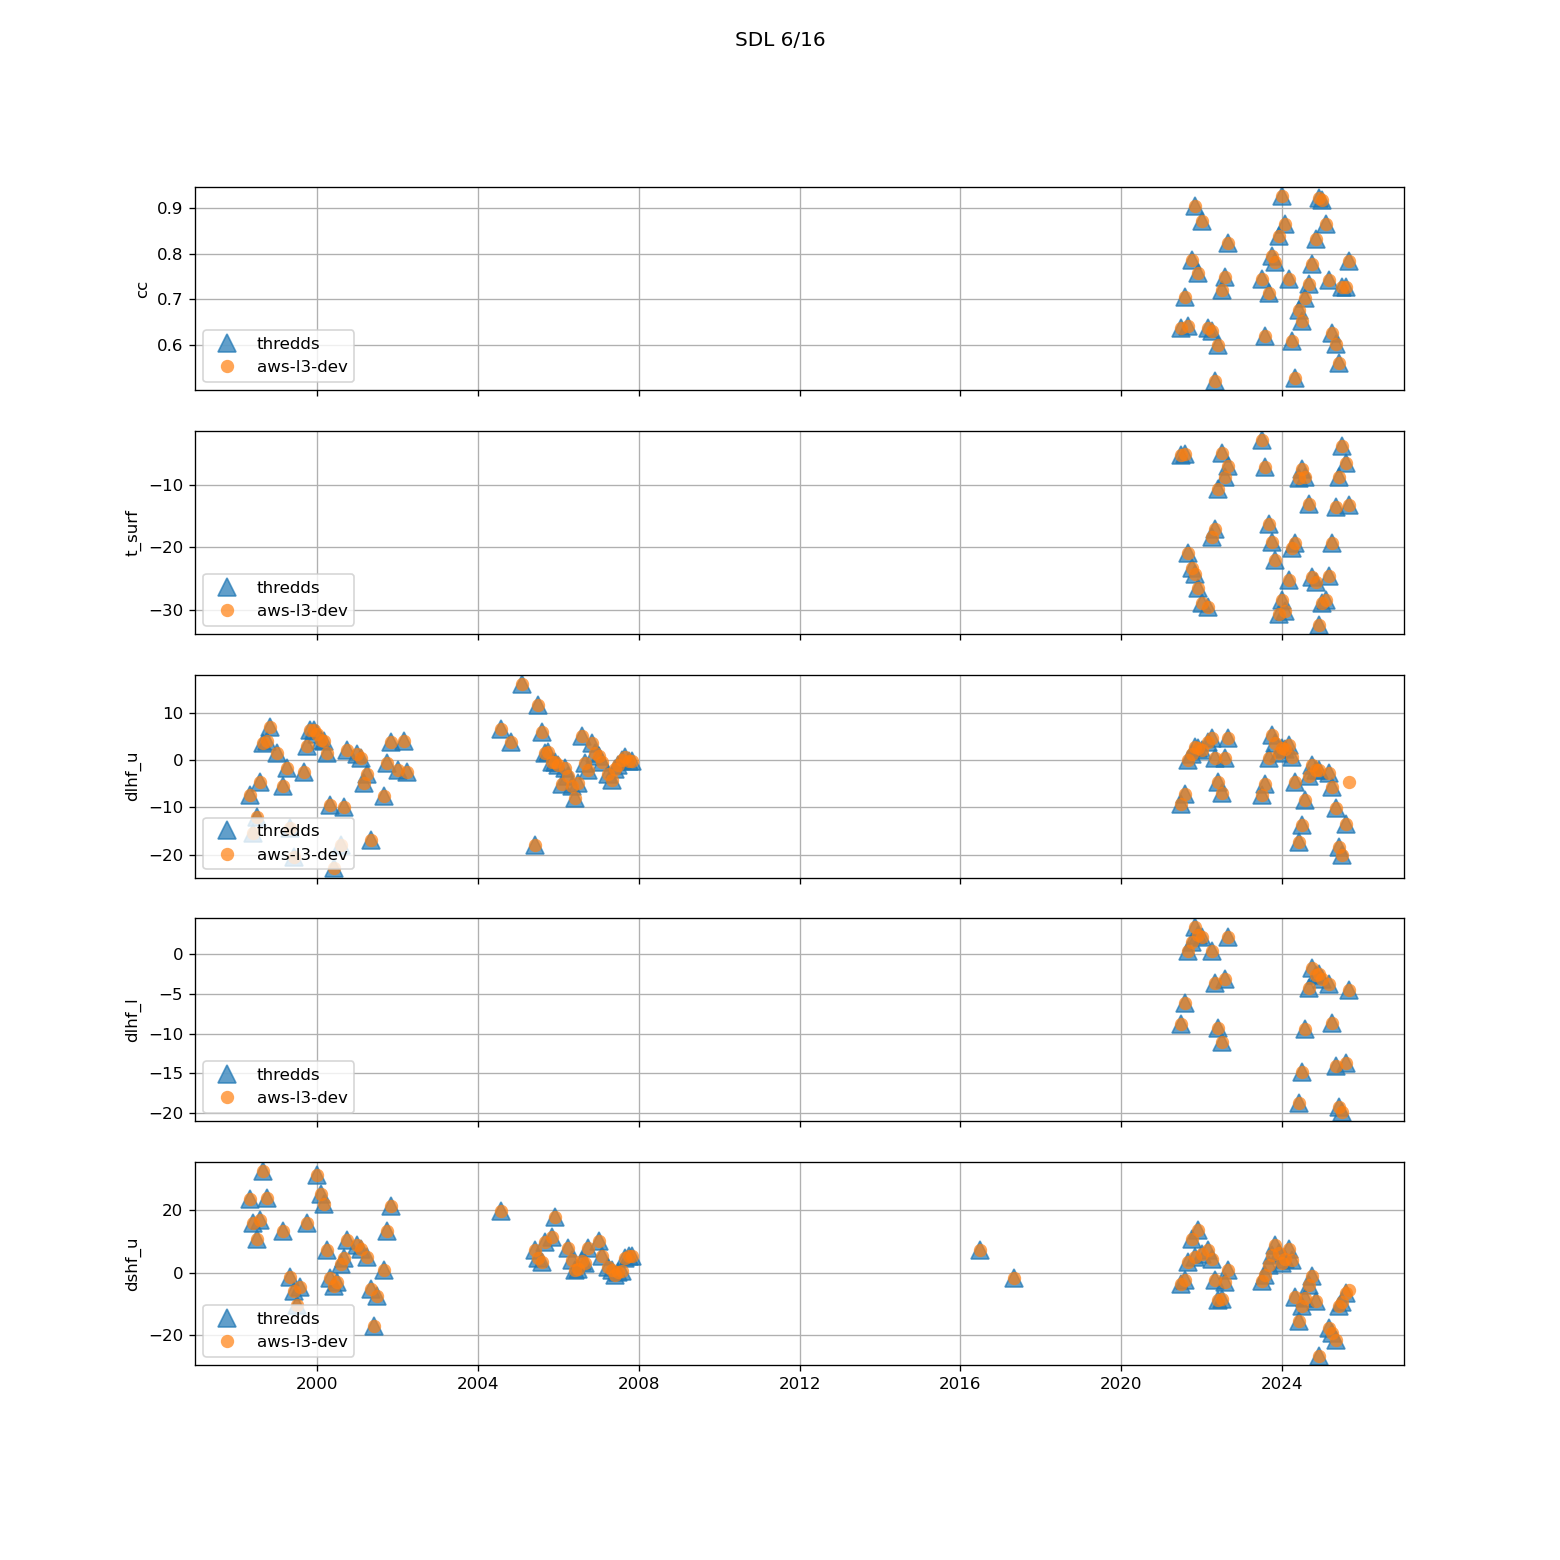 SDL 6/16
0.9
0.8
0.7
0.6
cc
thredds
aws-l3-dev
−10
−20
−30
t_surf
thredds
aws-l3-dev
10
0
−10
−20
dlhf_u
thredds
aws-l3-dev
0
−5
−10
−15
−20
dlhf_l
thredds
aws-l3-dev
20
0
−20
dshf_u
thredds
aws-l3-dev
2000 2004 2008 2012 2016 2020 2024